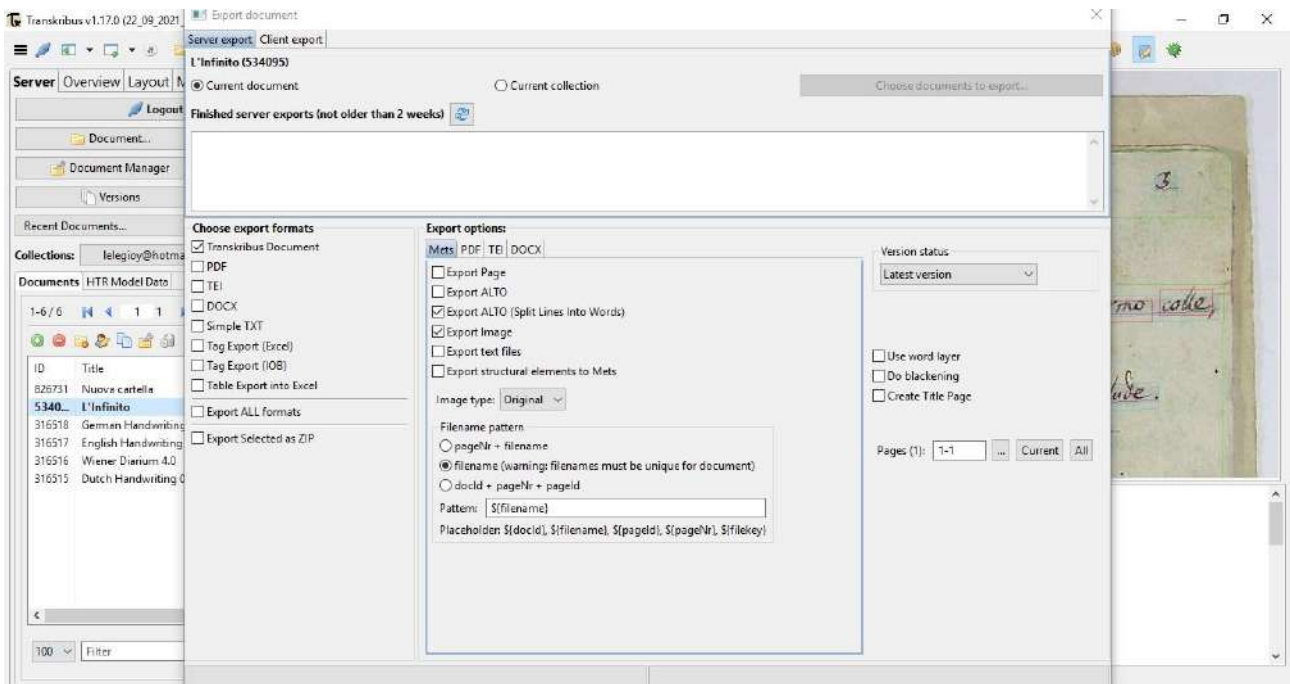 Transkribus v1.17.0 (22_09_2021
Export document
Server export Client export
L'Infinito (534095)
Current document Current collection Choose documents to export...
Finished server exports (not older than 2 weeks)
Server Overview Layout M
Logout
Document...
Document Manager
Versions
Recent Documents...
Collections: lelegioy@hotma
Documents HTR Model Data
1-6 / 6 1 1
ID Title
826731 Nuova cartella
5340... L'Infinito
316518 German Handwriting
316517 English Handwriting
316516 Wiener Diarium 4.0
316515 Dutch Handwriting 0
100 Filter
Choose export formats
Transkribus Document
PDF
TEI
DOCX
Simple TXT
Tag Export (Excel)
Tag Export (IOB)
Table Export into Excel
Export ALL formats
Export Selected as ZIP
Export options:
Mets PDF TEI DOCX
Export Page
Export ALTO
Export ALTO (Split Lines Into Words)
Export Image
Export text files
Export structural elements to Mets
Image type: Original
Filename pattern
pageNr + filename
filename (warning: filenames must be unique for document)
docId + pageNr + pageId
Pattern: ${filename}
Placeholder: ${docId}, ${filename}, ${pageId}, ${pageNr}, ${filekey}
Version status
Latest version
Use word layer
Do blackening
Create Title Page
Pages (1): 1-1 ... Current All
3
rmo colle,
lude.